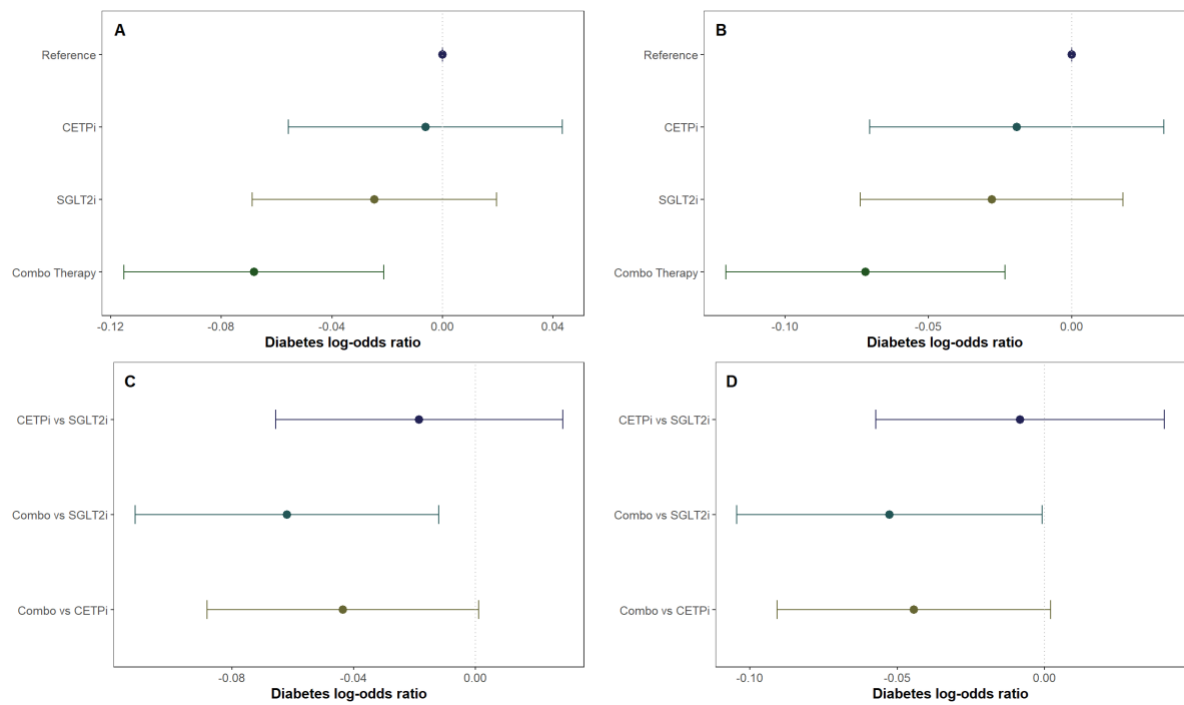 A
Reference
CETPi
SGLT2i
Combo Therapy
-0.12
-0.08
-0.04
0.00
0.04
Diabetes log-odds ratio
B
Reference
CETPi
SGLT2i
Combo Therapy
-0.10
-0.05
0.00
Diabetes log-odds ratio
C
CETPi vs SGLT2i
Combo vs SGLT2i
Combo vs CETPi
-0.08
0.00
Diabetes log-odds ratio
D
CETPi vs SGLT2i
Combo vs SGLT2i
Combo vs CETPi
-0.10
-0.05
0.00
Diabetes log-odds ratio